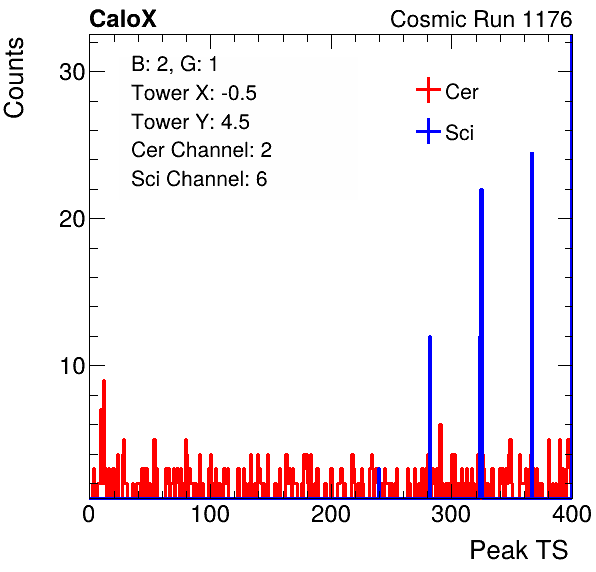 CaloX
Cosmic Run 1176
Counts
B: 2, G: 1
Tower X: -0.5
Tower Y: 4.5
Cer Channel: 2
Sci Channel: 6
Cer
Sci
30
20
10
0 100 200 300 400
Peak TS